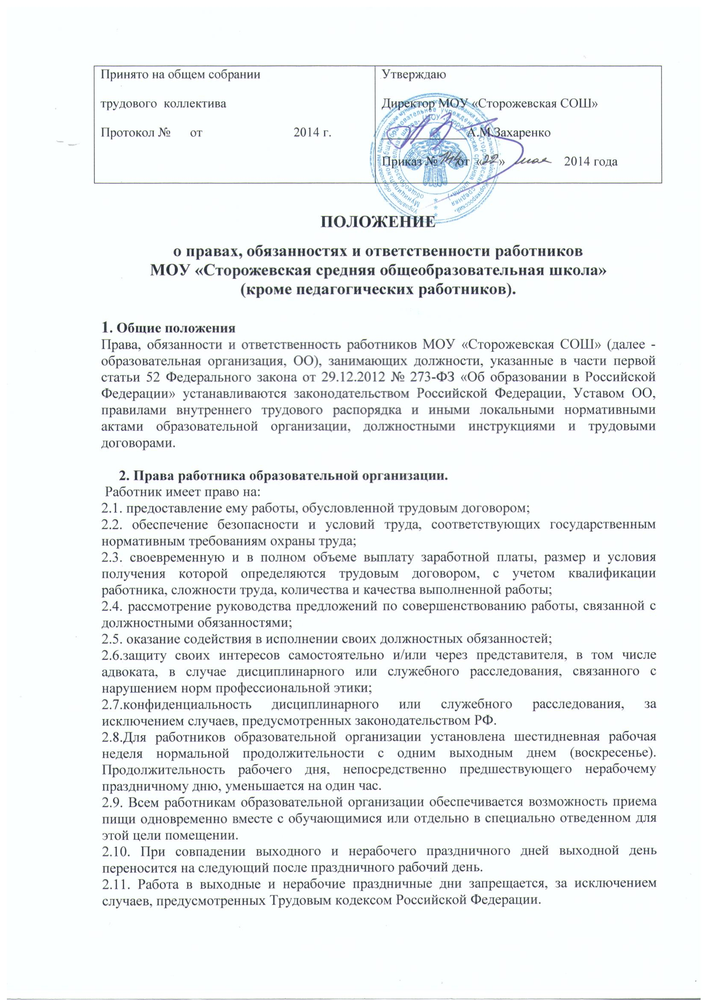 Принято на общем собрании
трудового коллектива
Протокол № от 2014 г.
Утверждаю
Директор МОУ «Сторожевская СОШ»
А.М.Захаренко
Приказ № 144 от «22» мая 2014 года
ПОЛОЖЕНИЕ
о правах, обязанностях и ответственности работников
МОУ «Сторожевская средняя общеобразовательная школа»
(кроме педагогических работников).
1. Общие положения
Права, обязанности и ответственность работников МОУ «Сторожевская СОШ» (далее -
образовательная организация, ОО), занимающих должности, указанные в части первой
статьи 52 Федерального закона от 29.12.2012 № 273-ФЗ «Об образовании в Российской
Федерации» устанавливаются законодательством Российской Федерации, Уставом ОО,
правилами внутреннего трудового распорядка и иными локальными нормативными
актами образовательной организации, должностными инструкциями и трудовыми
договорами.
2. Права работника образовательной организации.
Работник имеет право на:
2.1. предоставление ему работы, обусловленной трудовым договором;
2.2. обеспечение безопасности и условий труда, соответствующих государственным
нормативным требованиям охраны труда;
2.3. своевременную и в полном объеме выплату заработной платы, размер и условия
получения которой определяются трудовым договором, с учетом квалификации
работника, сложности труда, количества и качества выполненной работы;
2.4. рассмотрение руководства предложений по совершенствованию работы, связанной с
должностными обязанностями;
2.5. оказание содействия в исполнении своих должностных обязанностей;
2.6.защиту своих интересов самостоятельно и/или через представителя, в том числе
адвоката, в случае дисциплинарного или служебного расследования, связанного с
нарушением норм профессиональной этики;
2.7.конфиденциальность дисциплинарного или служебного расследования, за
исключением случаев, предусмотренных законодательством РФ.
2.8.Для работников образовательной организации установлена шестидневная рабочая
неделя нормальной продолжительности с одним выходным днем (воскресенье).
Продолжительность рабочего дня, непосредственно предшествующего нерабочему
праздничному дню, уменьшается на один час.
2.9. Всем работникам образовательной организации обеспечивается возможность приема
пищи одновременно вместе с обучающимися или отдельно в специально отведенном для
этой цели помещении.
2.10. При совпадении выходного и нерабочего праздничного дней выходной день
переносится на следующий после праздничного рабочий день.
2.11. Работа в выходные и нерабочие праздничные дни запрещается, за исключением
случаев, предусмотренных Трудовым кодексом Российской Федерации.